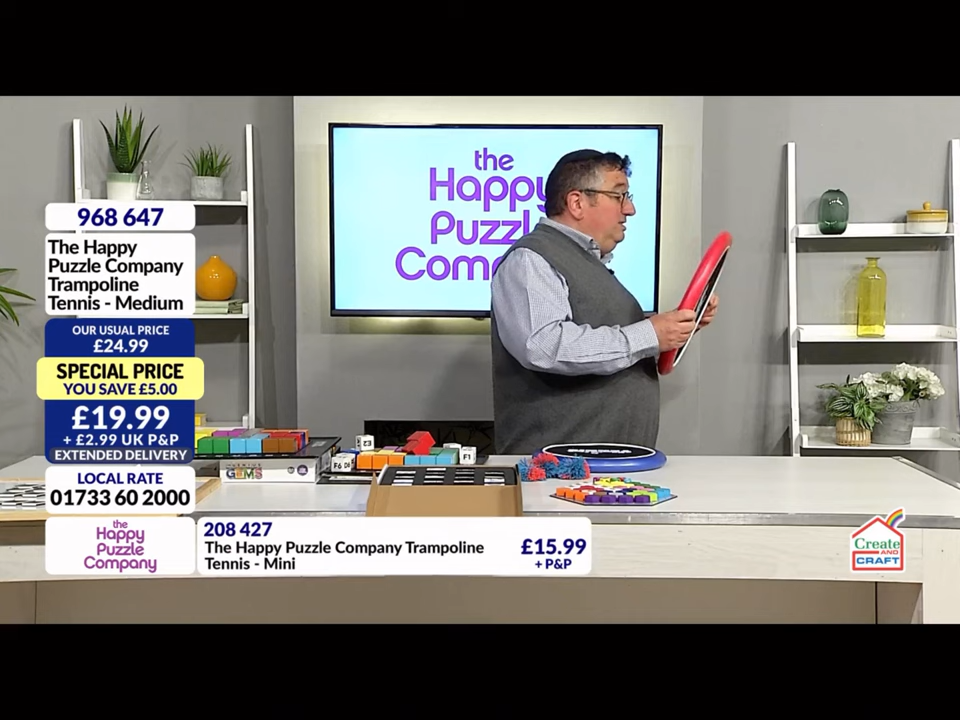 968 647
The Happy
Puzzle Company
Trampoline
Tennis - Medium
OUR USUAL PRICE
£24.99
SPECIAL PRICE
YOU SAVE £5.00
£19.99
+ £2.99 UK P&P
EXTENDED DELIVERY
LOCAL RATE
01733 60 2000
the
Happy
Puzzle
Company
208 427
The Happy Puzzle Company Trampoline
Tennis - Mini
£15.99
+ P&P
the
Happy
Puzzl
Comp
GEMS
F6
F1
Create
AND
CRAFT